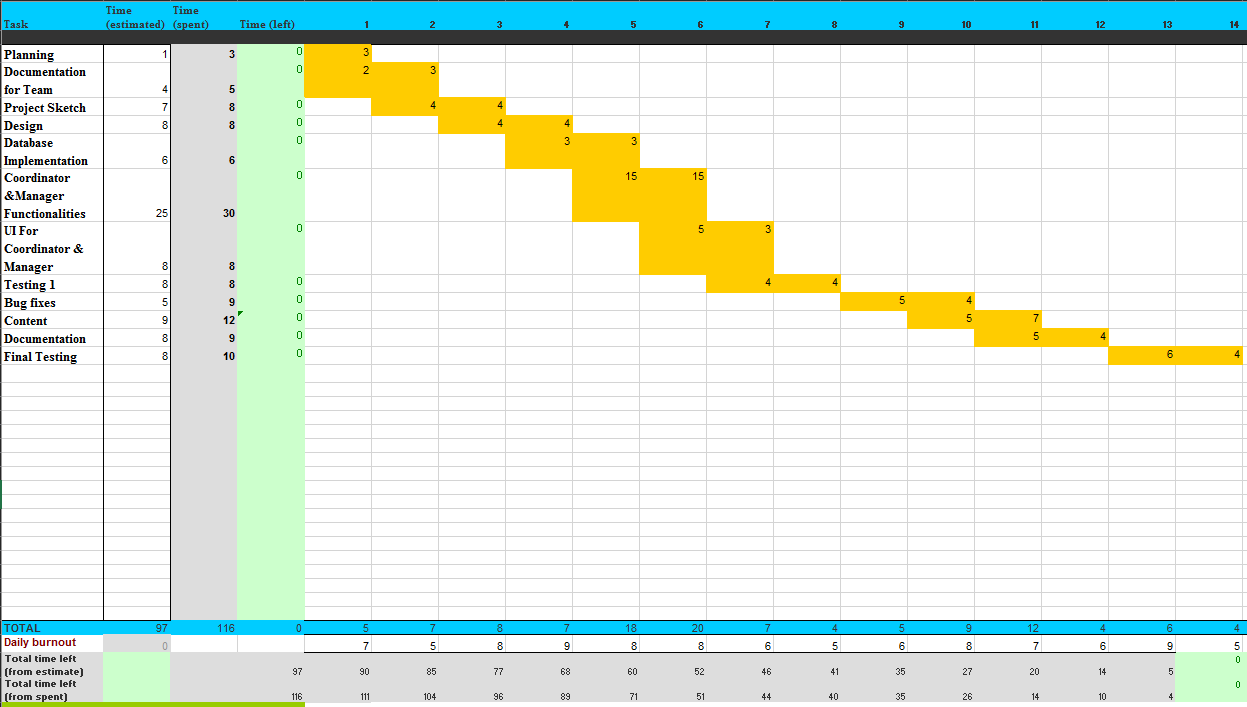 Task Time (estimated) Time (spent) Time (left) 1 2 3 4 5 6 7 8 9 10 11 12 13 14
Planning 1 3 0 3
Documentation for Team 4 5 0 2 3
Project Sketch 7 8 0 4 4
Design 8 8 0 4 4
Database Implementation 6 6 0 3 3
Coordinator &Manager Functionalities 25 30 0 15 15
UI For Coordinator & Manager 8 8 0 5 3
Testing 1 8 8 0 4 4
Bug fixes 5 9 0 5 4
Content 9 12 0 5 7
Documentation 8 9 0 5 4
Final Testing 8 10 0 6 4
TOTAL 97 116 0 5 7 8 7 18 20 7 4 5 9 12 4 6 4
Daily burnout 0 7 5 8 9 8 8 6 5 6 8 7 6 9 5
Total time left (from estimate) 97 90 85 77 68 60 52 46 41 35 27 20 14 5 0
Total time left (from spent) 116 111 104 96 89 71 51 44 40 35 26 14 10 4 0